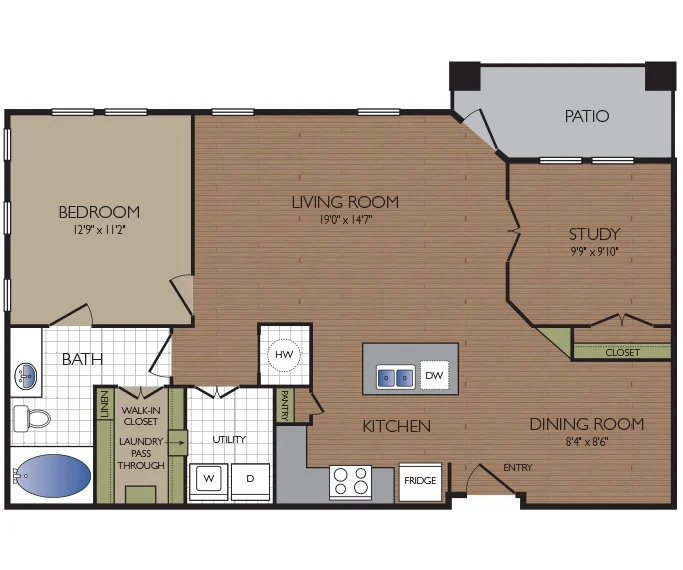 PATIO
BEDROOM
12'9" x 11'2"
LIVING ROOM
19'0" x 14'7"
STUDY
9'9" x 9'10"
BATH
HW
CLOSET
DW
LINEN
WALK-IN
CLOSET
LAUNDRY
PASS
THROUGH
UTILITY
PANTRY
KITCHEN
DINING ROOM
8'4" x 8'6"
W
D
FRIDGE
ENTRY